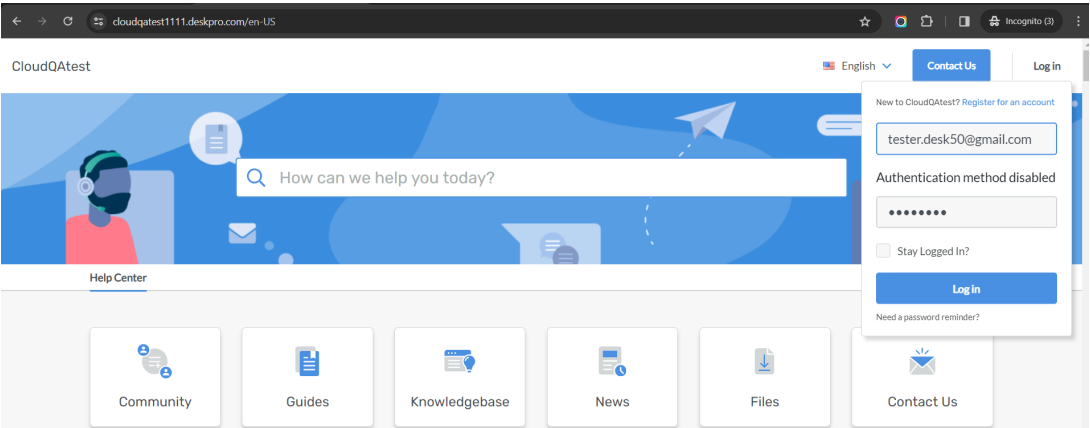 cloudqatest1111.deskpro.com/en-US
Incognito (3)
CloudQAtest
English
Contact Us
Log in
New to CloudQAtest? Register for an account
tester.desk50@gmail.com
Authentication method disabled
How can we help you today?
Stay Logged In?
Log in
Need a password reminder?
Help Center
Community
Guides
Knowledgebase
News
Files
Contact Us